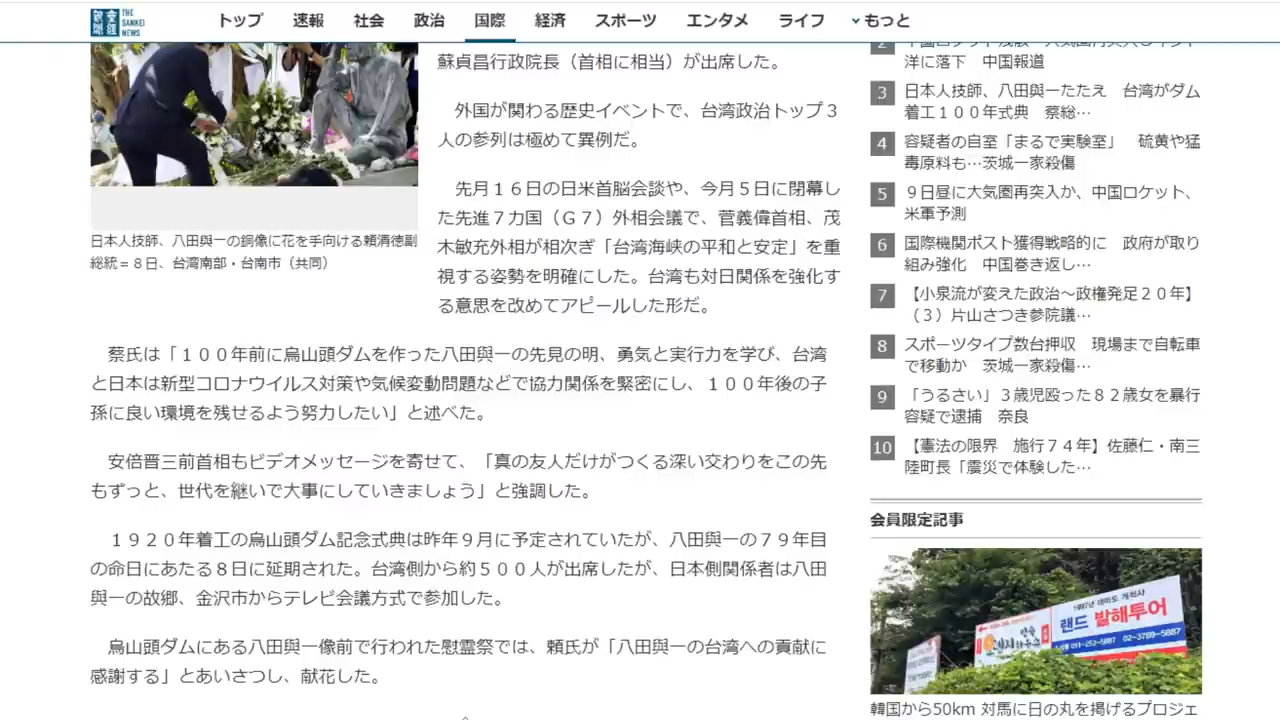 THE SANKEI NEWS
トップ 速報 社会 政治 国際 経済 スポーツ エンタメ ライフ もっと
蘇貞昌行政院長（首相に相当）が出席した。
外国が関わる歴史イベントで、台湾政治トップ３
人の参列は極めて異例だ。
先月１６日の日米首脳会談や、今月５日に閉幕し
た先進７カ国（Ｇ７）外相会議で、菅義偉首相、茂
木敏充外相が相次ぎ「台湾海峡の平和と安定」を重
視する姿勢を明確にした。台湾も対日関係を強化す
る意思を改めてアピールした形だ。
日本人技師、八田與一の銅像に花を手向ける頼清徳副
総統＝８日、台湾南部・台南市（共同）
蔡氏は「１００年前に烏山頭ダムを作った八田與一の先見の明、勇気と実行力を学び、台湾
と日本は新型コロナウイルス対策や気候変動問題などで協力関係を緊密にし、１００年後の子
孫に良い環境を残せるよう努力したい」と述べた。
安倍晋三前首相もビデオメッセージを寄せて、「真の友人だけがつくる深い交わりをこの先
もずっと、世代を継いで大事にしていきましょう」と強調した。
１９２０年着工の烏山頭ダム記念式典は昨年９月に予定されていたが、八田與一の７９年目
の命日にあたる８日に延期された。台湾側から約５００人が出席したが、日本側関係者は八田
與一の故郷、金沢市からテレビ会議方式で参加した。
烏山頭ダムにある八田與一像前で行われた慰霊祭では、頼氏が「八田與一の台湾への貢献に
感謝する」とあいさつし、献花した。
洋に落下　中国報道
3 日本人技師、八田與一たたえ　台湾がダム
着工１００年式典　蔡総…
4 容疑者の自室「まるで実験室」　硫黄や猛
毒原料も…茨城一家殺傷
5 ９日昼に大気圏再突入か、中国ロケット、
米軍予測
6 国際機関ポスト獲得戦略的に　政府が取り
組み強化　中国巻き返し…
7 【小泉流が変えた政治～政権発足２０年】
（３）片山さつき参院議…
8 スポーツタイプ数台押収　現場まで自転車
で移動か　茨城一家殺傷…
9 「うるさい」３歳児殴った８２歳女を暴行
容疑で逮捕　奈良
10 【憲法の限界　施行７４年】佐藤仁・南三
陸町長「震災で体験した…
会員限定記事
랜드 발해투어
02-3789-5887
韓国から50km 対馬に日の丸を掲げるプロジェ